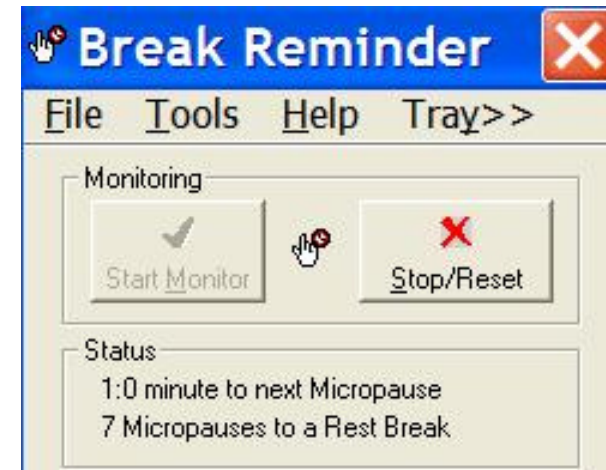 Break Reminder
File Tools Help Tray>>
Monitoring
Start Monitor Stop/Reset
Status
1:0 minute to next Micropause
7 Micropauses to a Rest Break